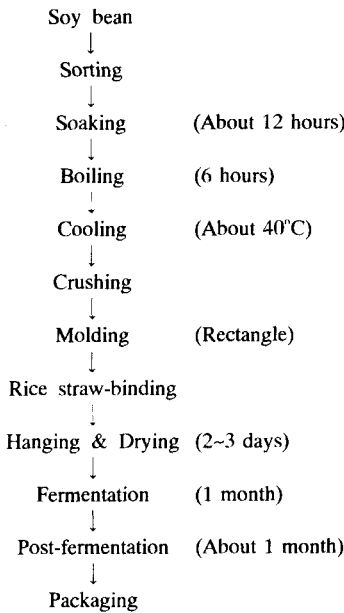 Soy bean
Sorting
Soaking (About 12 hours)
Boiling (6 hours)
Cooling (About 40°C)
Crushing
Molding (Rectangle)
Rice straw-binding
Hanging & Drying (2~3 days)
Fermentation (1 month)
Post-fermentation (About 1 month)
Packaging